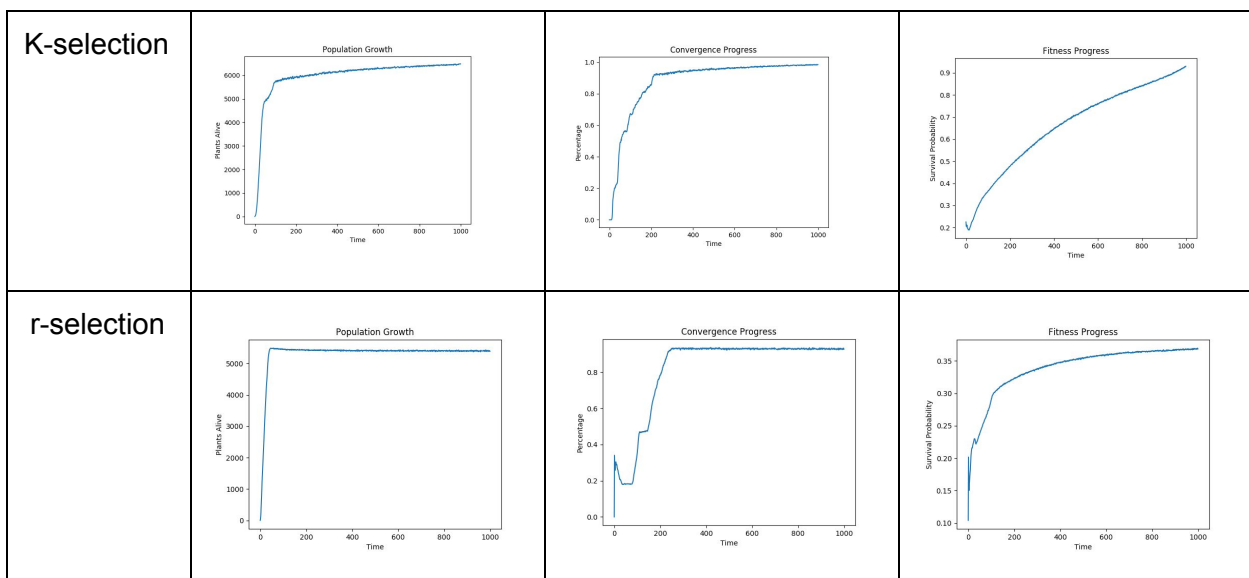 K-selection
Population Growth
Plants Alive
6000
5000
4000
3000
2000
1000
0
0 200 400 600 800 1000
Time
Convergence Progress
Percentage
1.0
0.8
0.6
0.4
0.2
0.0
0 200 400 600 800 1000
Time
Fitness Progress
Survival Probability
0.9
0.8
0.7
0.6
0.5
0.4
0.3
0.2
0 200 400 600 800 1000
Time
r-selection
Population Growth
Plants Alive
5000
4000
3000
2000
1000
0
0 200 400 600 800 1000
Time
Convergence Progress
Percentage
0.8
0.6
0.4
0.2
0.0
0 200 400 600 800 1000
Time
Fitness Progress
Survival Probability
0.35
0.30
0.25
0.20
0.15
0.10
0 200 400 600 800 1000
Time